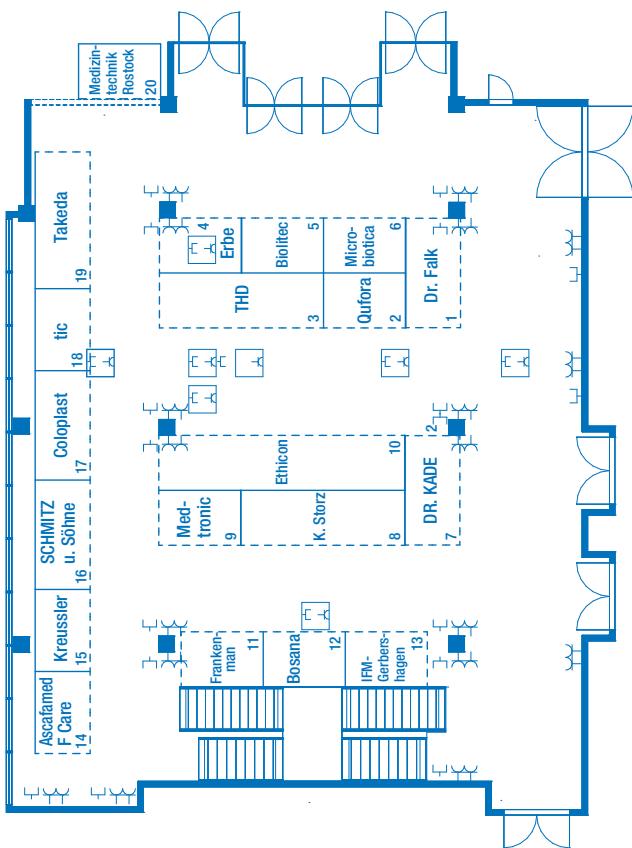 Medizin-
technik
Rostock
20
Takeda
19
tic
18
Coloplast
17
SCHMITZ
u. Söhne
16
Kreussler
15
Ascafamed
F Care
14
Erbe
4
Biolitec
5
Micro-
biotica
6
THD
3
Qufora
2
Dr. Falk
1
Ethicon
10
Med-
tronic
9
K. Storz
8
DR. KADE
7
2
Franken-
man
11
Bosana
12
IFM-
Gerbers-
hagen
13